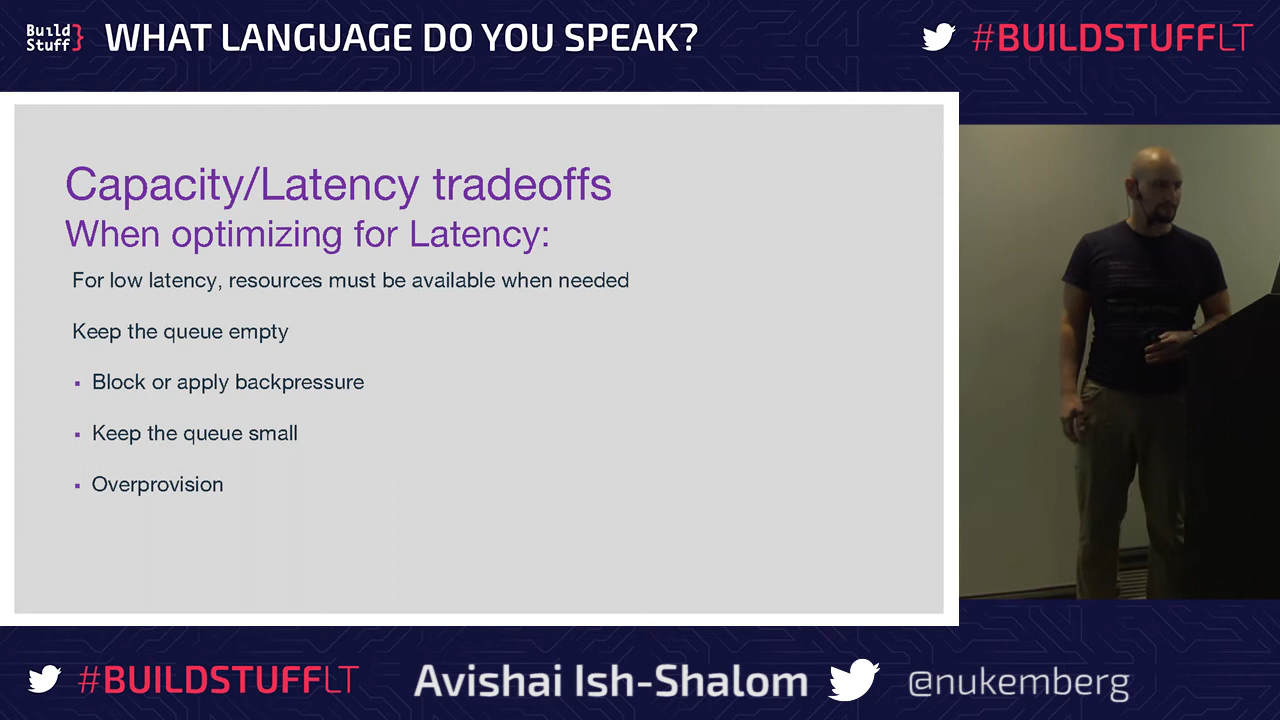 Build
Stuff}
WHAT LANGUAGE DO YOU SPEAK?
#BUILDSTUFFLT
Capacity/Latency tradeoffs
When optimizing for Latency:
For low latency, resources must be available when needed
Keep the queue empty
▪ Block or apply backpressure
▪ Keep the queue small
▪ Overprovision
#BUILDSTUFFLT
Avishai Ish-Shalom
@nukemberg